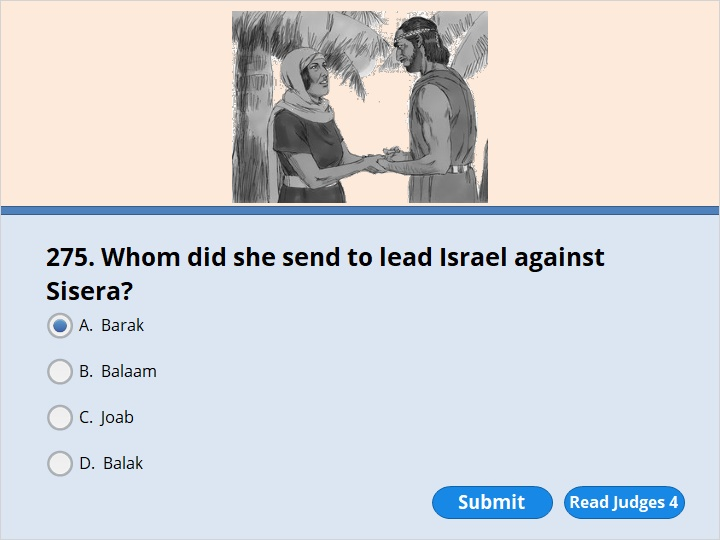 275. Whom did she send to lead Israel against
Sisera?
A. Barak
B. Balaam
C. Joab
D. Balak
Submit
Read Judges 4